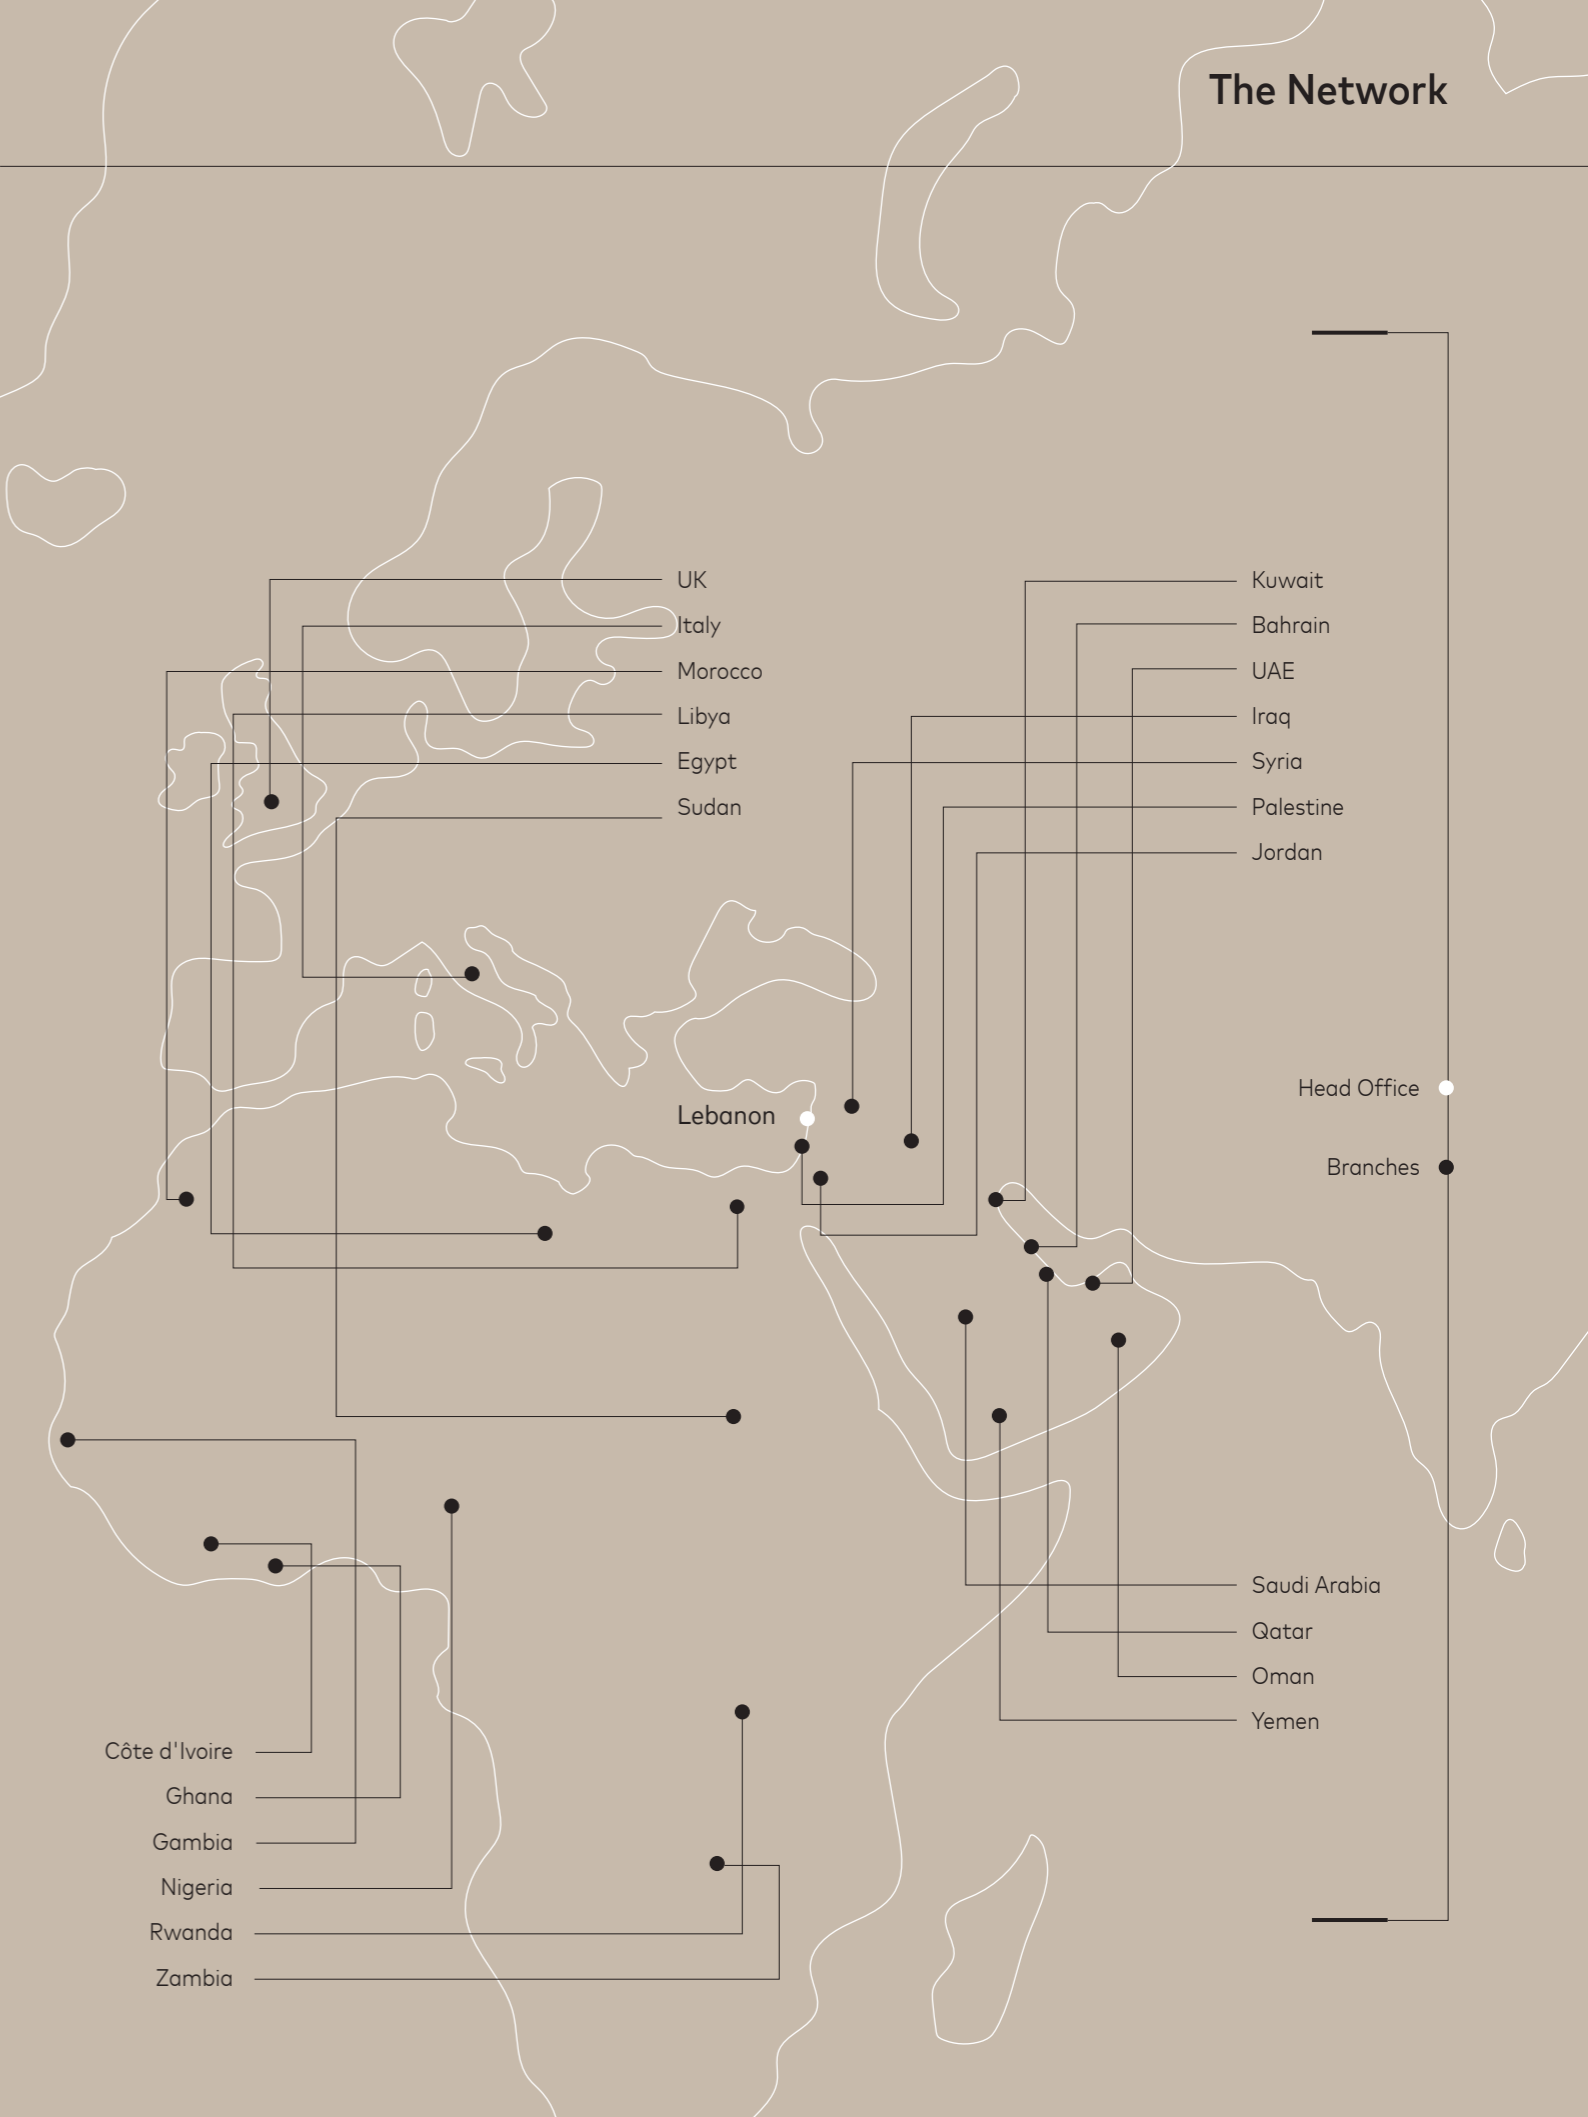 The Network
UK
Italy
Morocco
Libya
Egypt
Sudan
Kuwait
Bahrain
UAE
Iraq
Syria
Palestine
Jordan
Lebanon
Head Office
Branches
Saudi Arabia
Qatar
Oman
Yemen
Côte d'Ivoire
Ghana
Gambia
Nigeria
Rwanda
Zambia